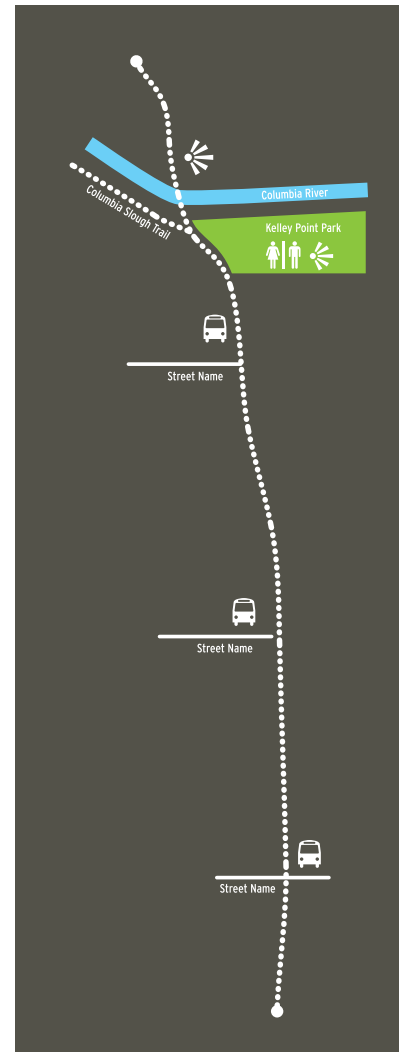 Columbia River
Columbia Slough Trail
Kelley Point Park
Street Name
Street Name
Street Name